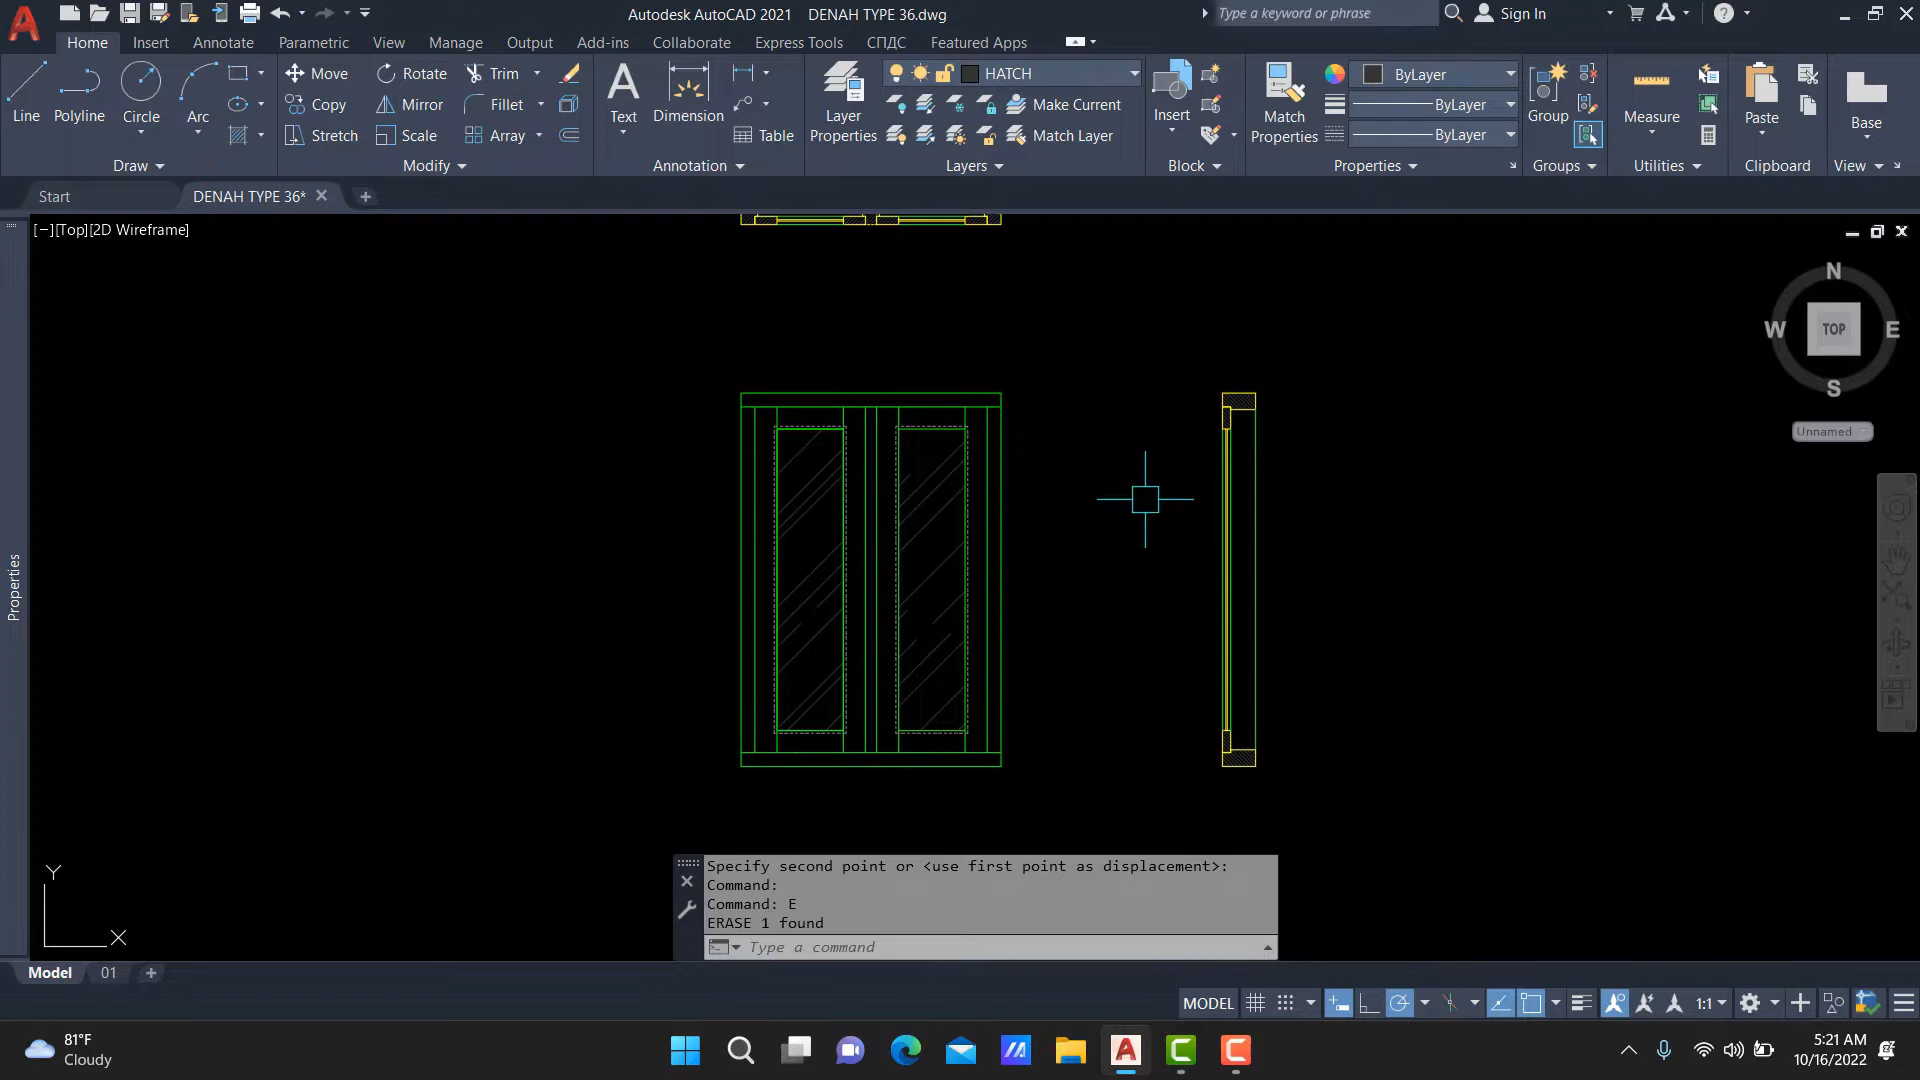 Autodesk AutoCAD 2021 DENAH TYPE 36.dwg
Type a keyword or phrase
Sign In
Home Insert Annotate Parametric View Manage Output Add-ins Collaborate Express Tools СПДС Featured Apps
Line Polyline Circle Arc
Move Rotate Trim
Copy Mirror Fillet
Stretch Scale Array
Text Dimension Table
Layer Properties
HATCH
Make Current
Match Layer
Insert
Match Properties
ByLayer
ByLayer
ByLayer
Group Measure Paste Base
Draw Modify Annotation Layers Block Properties Groups Utilities Clipboard View
Start DENAH TYPE 36*
[−][Top][2D Wireframe]
N
W TOP E
S
Unnamed
Properties
Specify second point or <use first point as displacement>:
Command:
Command: E
ERASE 1 found
Type a command
Y
X
Model 01
MODEL 1:1
81°F
Cloudy
5:21 AM
10/16/2022